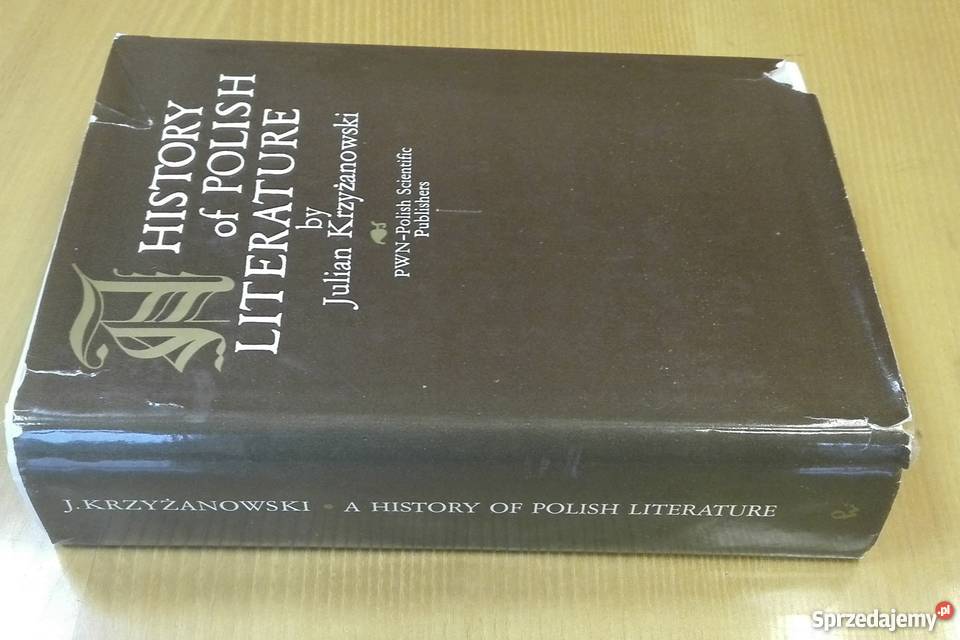 A HISTORY
of POLISH
LITERATURE
by
Julian Krzyżanowski
PWN-Polish Scientific
Publishers
J. KRZYŻANOWSKI • A HISTORY OF POLISH LITERATURE
Sprzedajemy.pl